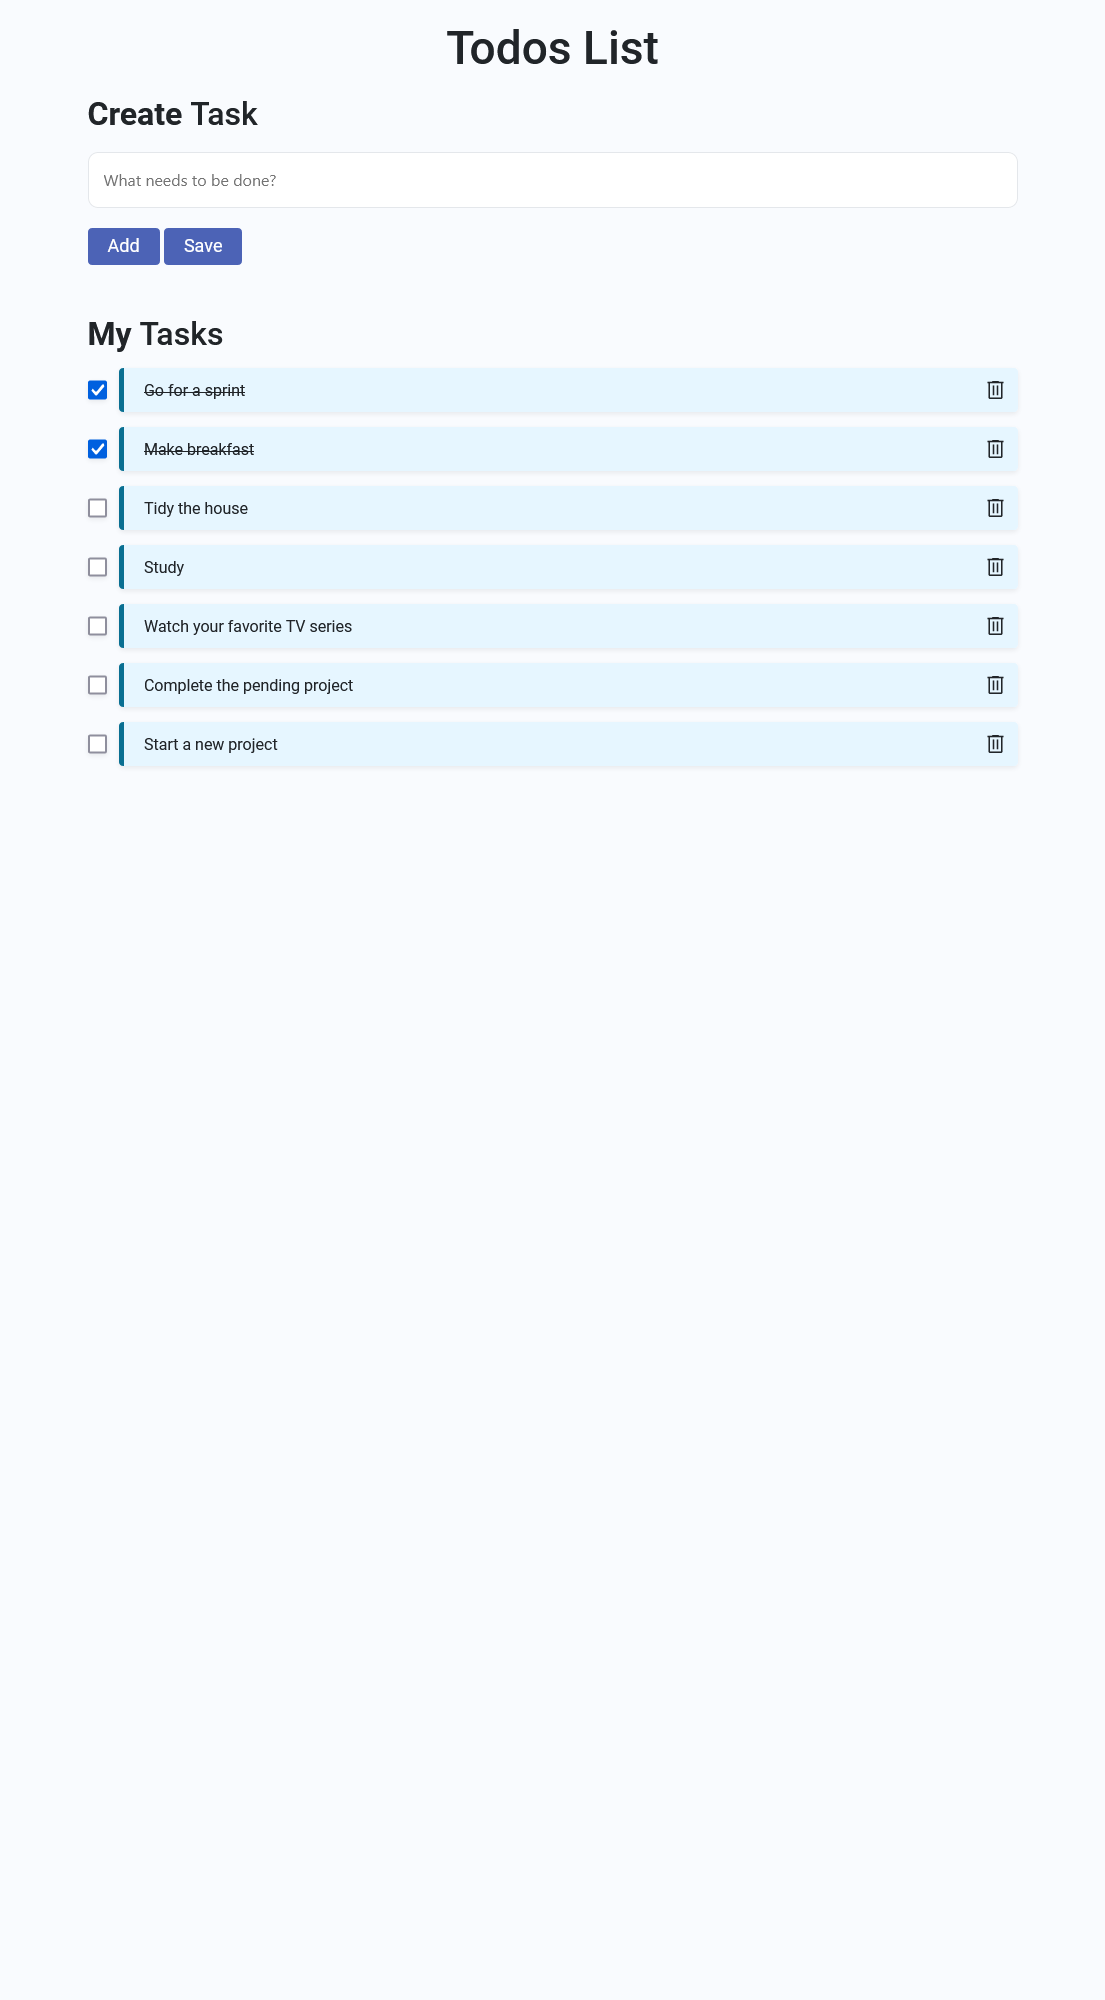 Todos List
Create Task
What needs to be done?
Add Save
My Tasks
Go for a sprint
Make breakfast
Tidy the house
Study
Watch your favorite TV series
Complete the pending project
Start a new project